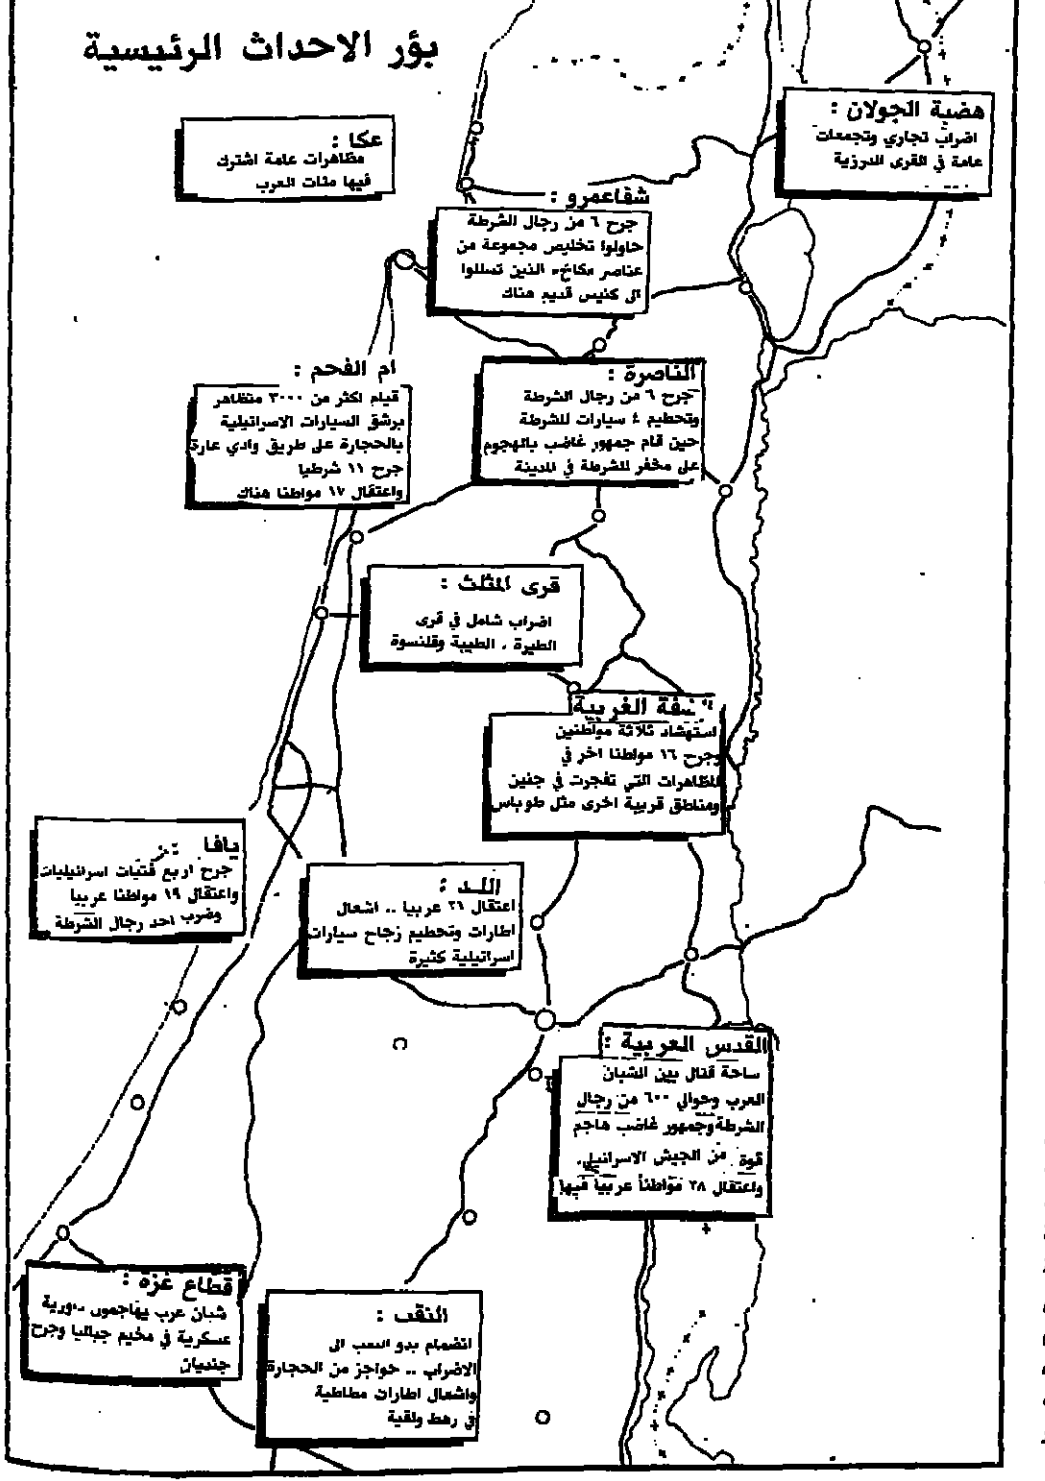 بؤر الاحداث الرئيسية
هضبة الجولان :
اضراب تجاري وتجمعات
عامة في القرى الدرزية
عكا :
مظاهرات عامة اشترك
فيها مئات العرب
شفاعمرو :
جرح ٦ من رجال الشرطة
حاولوا تخليص مجموعة من
عناصر «كاخ» الذين تسللوا
الى كنيس قديم هناك
ام الفحم :
قيام اكثر من ٣٠٠٠ متظاهر
برشق السيارات الاسرائيلية
بالحجارة على طريق وادي عارة
جرح ١١ شرطيا
واعتقال ١٧ مواطنا هناك
الناصرة :
جرح ٦ من رجال الشرطة
وتحطيم ٤ سيارات للشرطة
حين قام جمهور غاضب بالهجوم
على مخفر للشرطة في المدينة
قرى المثلث :
اضراب شامل في قرى
الطيرة ، الطيبة وقلنسوة
الضفة الغربية
استشهاد ثلاثة مواطنين
وجرح ١٦ مواطنا اخر في
المظاهرات التي تفجرت في جنين
ومناطق قريبة اخرى مثل طوباس
يافا :
جرح اربع فتيات اسرائيليات
واعتقال ١٩ مواطنا عربيا
وضرب احد رجال الشرطة
اللد :
اعتقال ٢٦ عربيا .. اشعال
اطارات وتحطيم زجاج سيارات
اسرائيلية كثيرة
القدس العربية :
ساحة قتال بين الشبان
العرب وحوالي ٦٠٠ من رجال
الشرطة وجمهور غاضب هاجم
قوة من الجيش الاسرائيلي
واعتقال ٣٨ مواطناً عربيا فيها
قطاع غزة :
شبان عرب يهاجمون دورية
عسكرية في مخيم جباليا وجرح
جنديان
النقب :
انضمام بدو النقب الى
الاضراب .. حواجز من الحجارة
واشعال اطارات مطاطية
في رهط ولقية